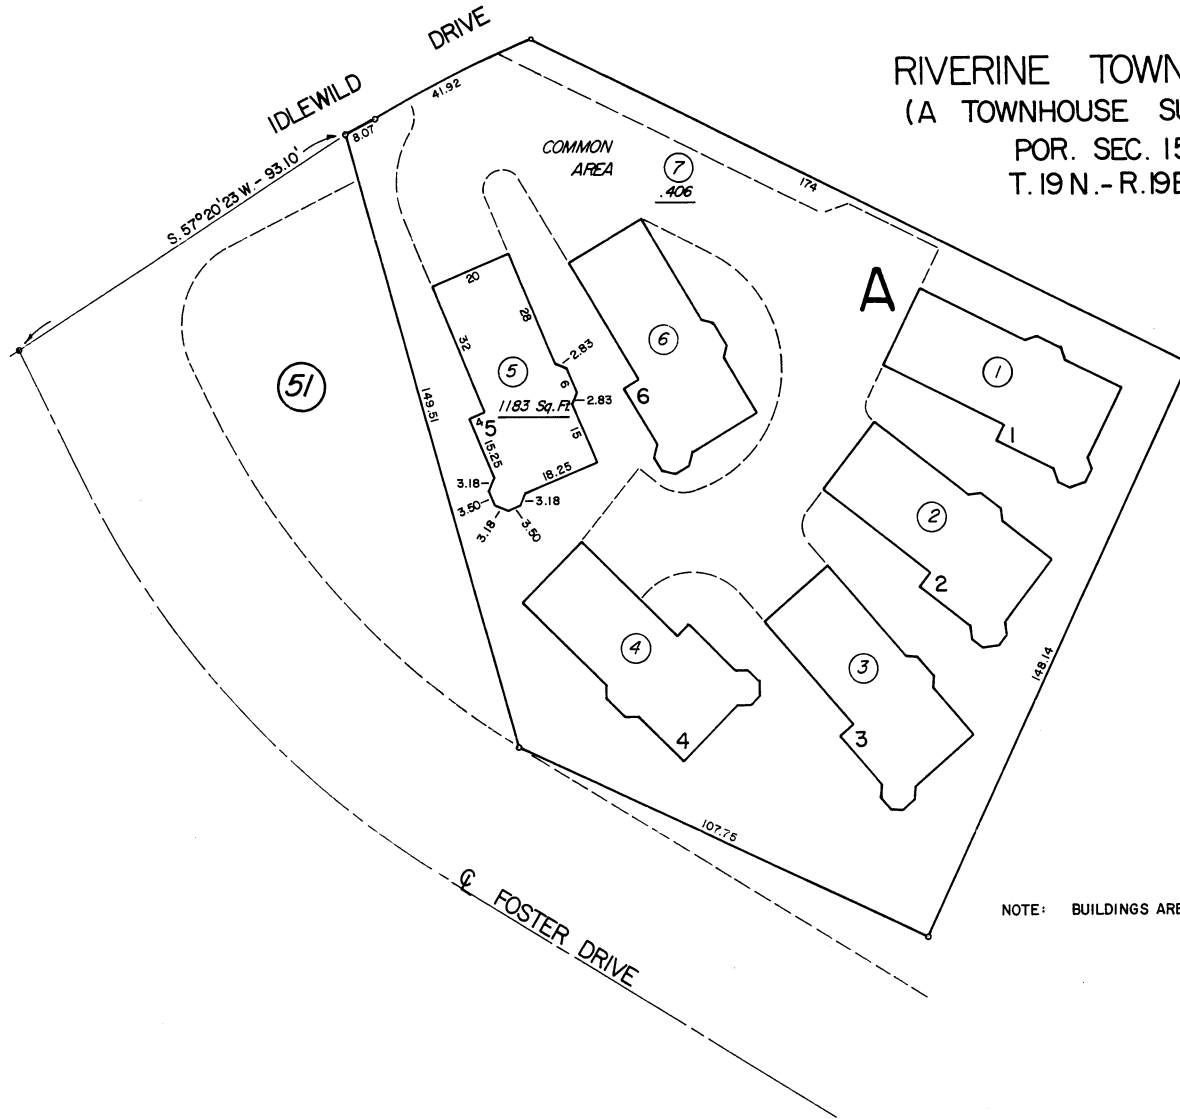 DRIVE
IDLEWILD
RIVERINE TOWN
(A TOWNHOUSE SU
POR. SEC. 15
T. 19 N. - R. 19E
41.92
8.07
S. 57° 20' 23 W. - 93.10'
COMMON
AREA
7
.406
174
A
20
28
32
2.83
6
2.83
5
1183 Sq. Ft.
4
5
15
15.25
18.25
3.18
3.50
3.18
3.50
3.18
149.51
51
6
6
1
1
2
2
3
3
4
4
148.14
107.75
℄ FOSTER DRIVE
NOTE: BUILDINGS ARE